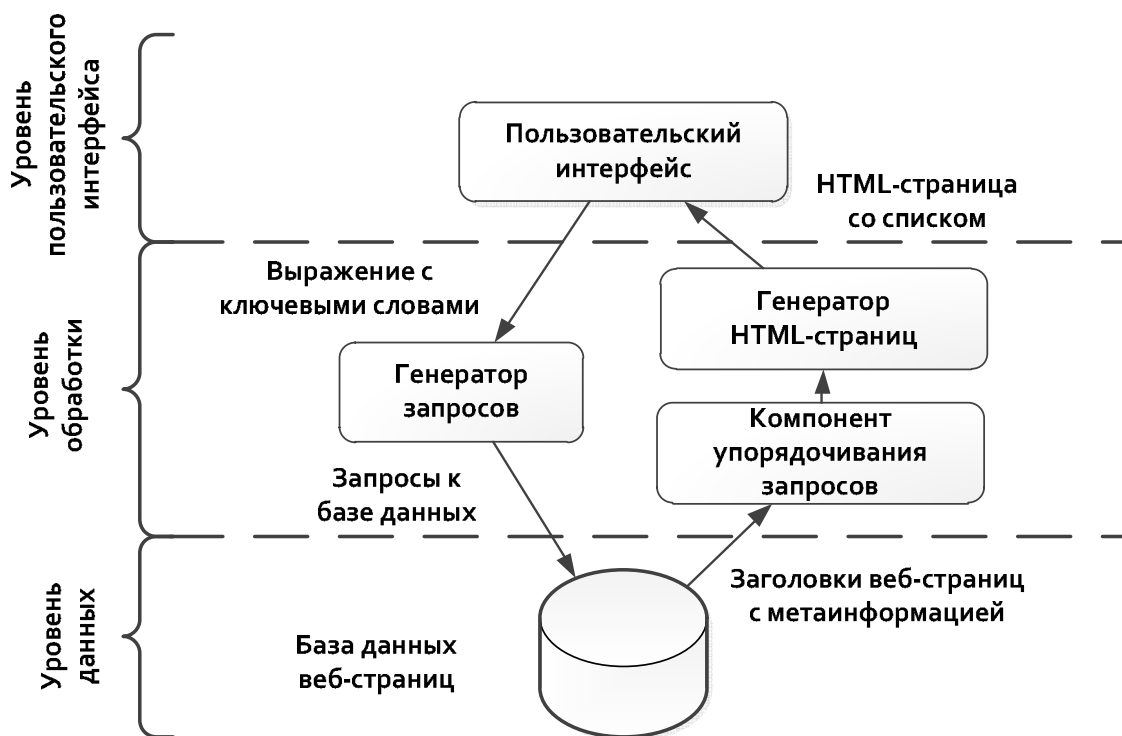 Уровень
пользовательского
интерфейса
Пользовательский
интерфейс
HTML-страница
со списком
Уровень
обработки
Выражение с
ключевыми словами
Генератор
HTML-страниц
Генератор
запросов
Компонент
упорядочивания
запросов
Запросы к
базе данных
Уровень
данных
Заголовки веб-страниц
с метаинформацией
База данных
веб-страниц